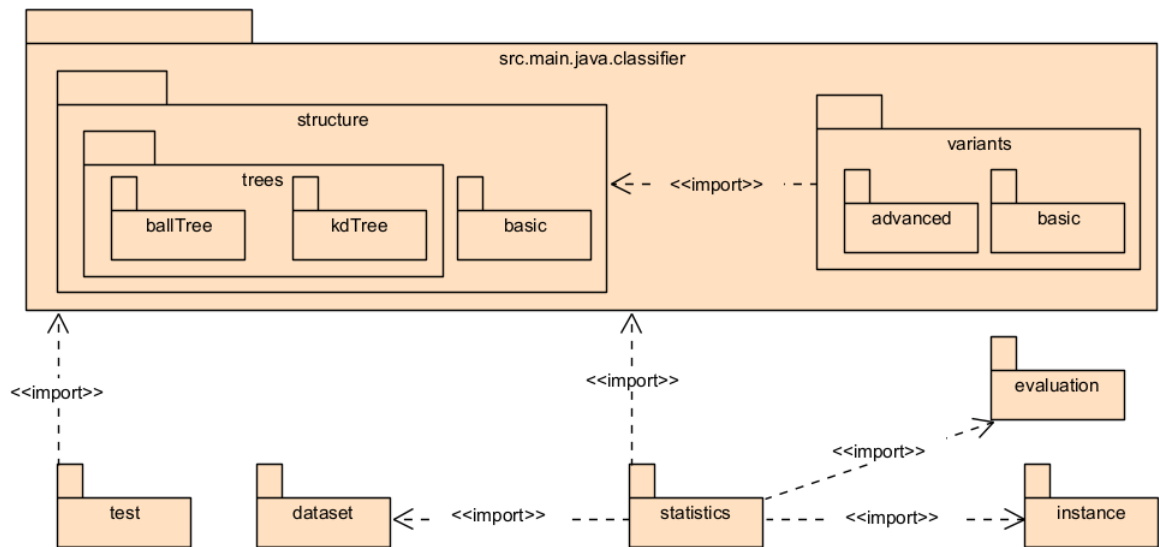 src.main.java.classifier
structure
variants
trees
<<import>>
ballTree
kdTree
basic
advanced
basic
<<import>>
<<import>>
evaluation
<<import>>
test
dataset
<<import>>
statistics
<<import>>
instance